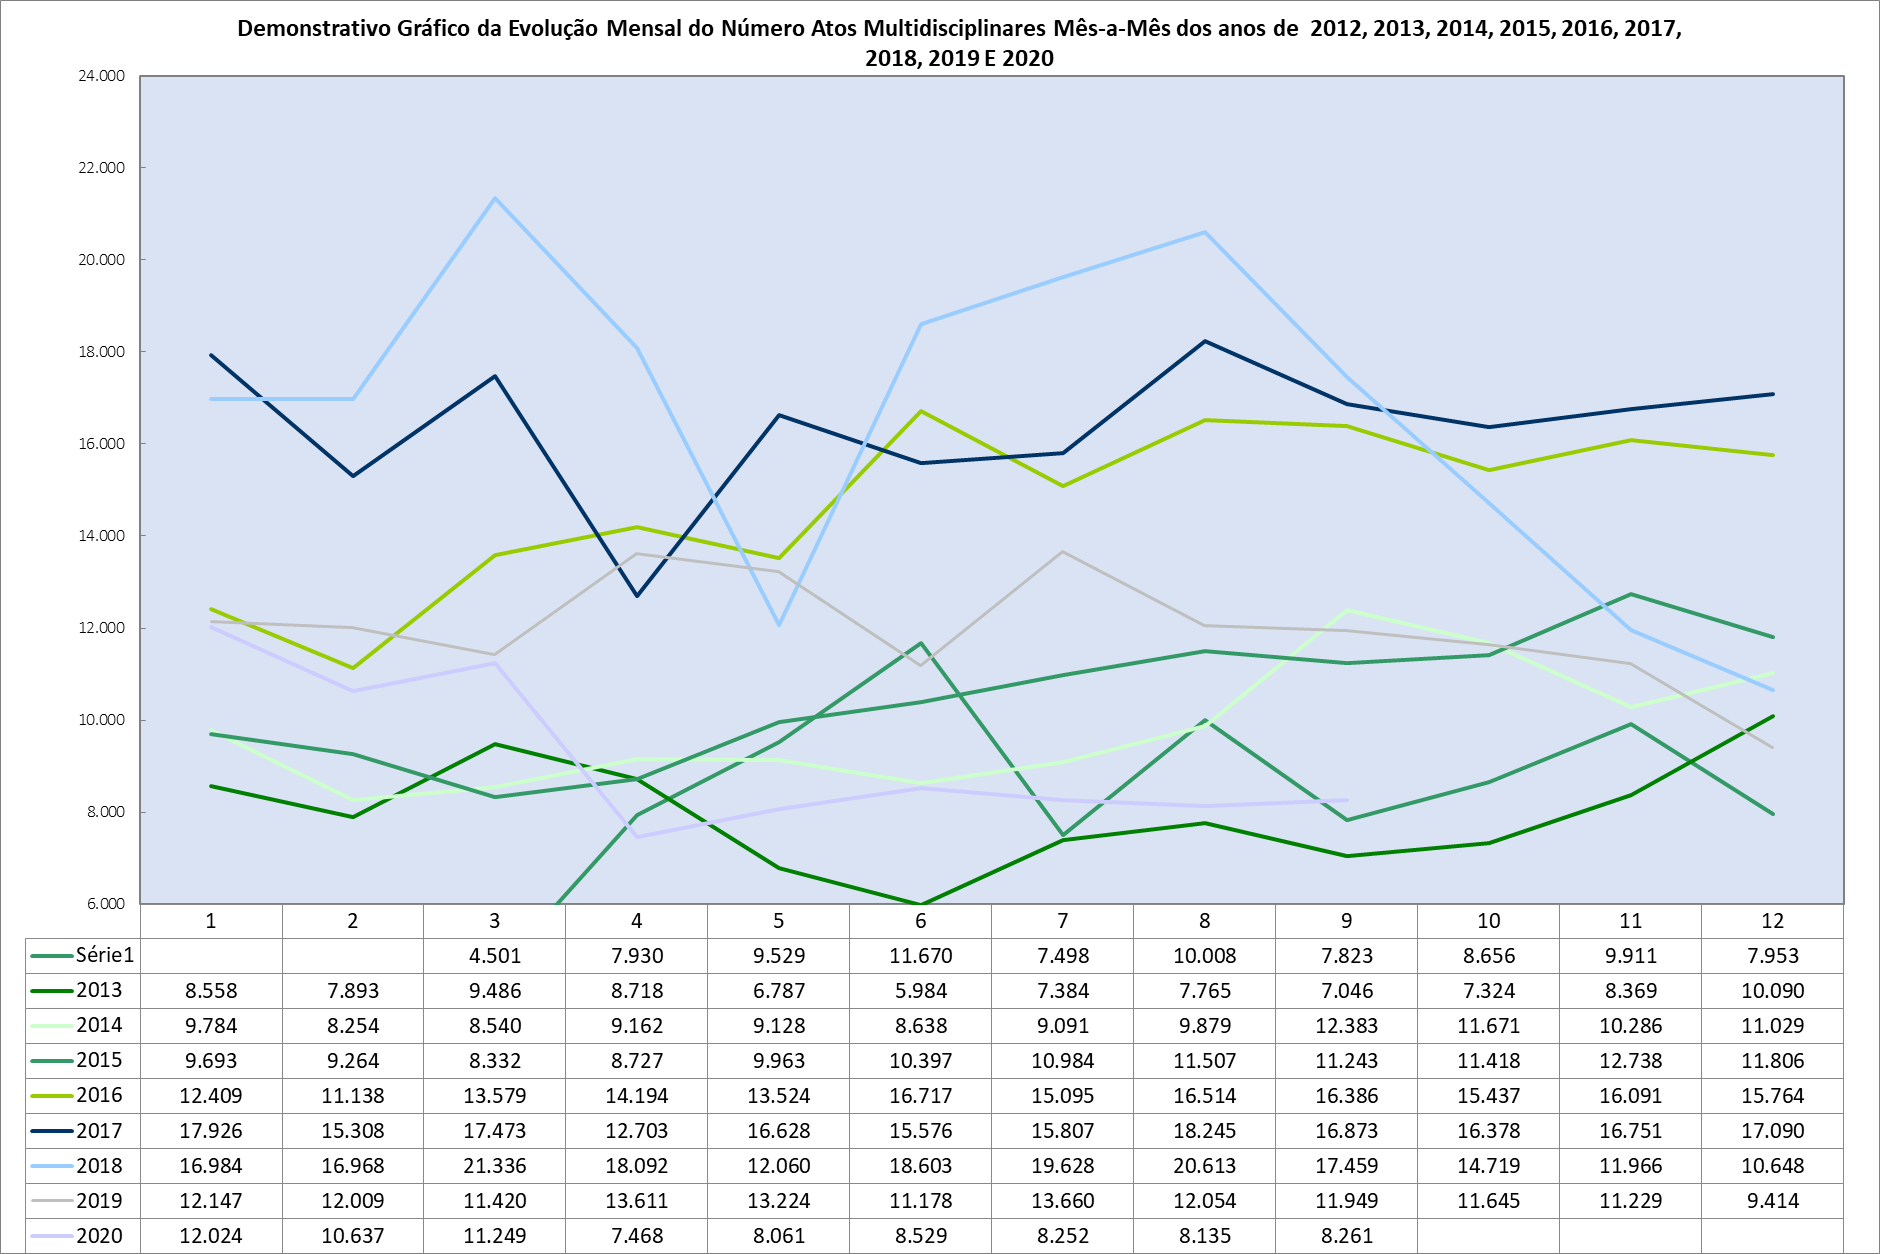 Demonstrativo Gráfico da Evolução Mensal do Número Atos Multidisciplinares Mês-a-Mês dos anos de 2012, 2013, 2014, 2015, 2016, 2017,
2018, 2019 E 2020
24.000
22.000
20.000
18.000
16.000
14.000
12.000
10.000
8.000
6.000
1 2 3 4 5 6 7 8 9 10 11 12
Série1 4.501 7.930 9.529 11.670 7.498 10.008 7.823 8.656 9.911 7.953
2013 8.558 7.893 9.486 8.718 6.787 5.984 7.384 7.765 7.046 7.324 8.369 10.090
2014 9.784 8.254 8.540 9.162 9.128 8.638 9.091 9.879 12.383 11.671 10.286 11.029
2015 9.693 9.264 8.332 8.727 9.963 10.397 10.984 11.507 11.243 11.418 12.738 11.806
2016 12.409 11.138 13.579 14.194 13.524 16.717 15.095 16.514 16.386 15.437 16.091 15.764
2017 17.926 15.308 17.473 12.703 16.628 15.576 15.807 18.245 16.873 16.378 16.751 17.090
2018 16.984 16.968 21.336 18.092 12.060 18.603 19.628 20.613 17.459 14.719 11.966 10.648
2019 12.147 12.009 11.420 13.611 13.224 11.178 13.660 12.054 11.949 11.645 11.229 9.414
2020 12.024 10.637 11.249 7.468 8.061 8.529 8.252 8.135 8.261